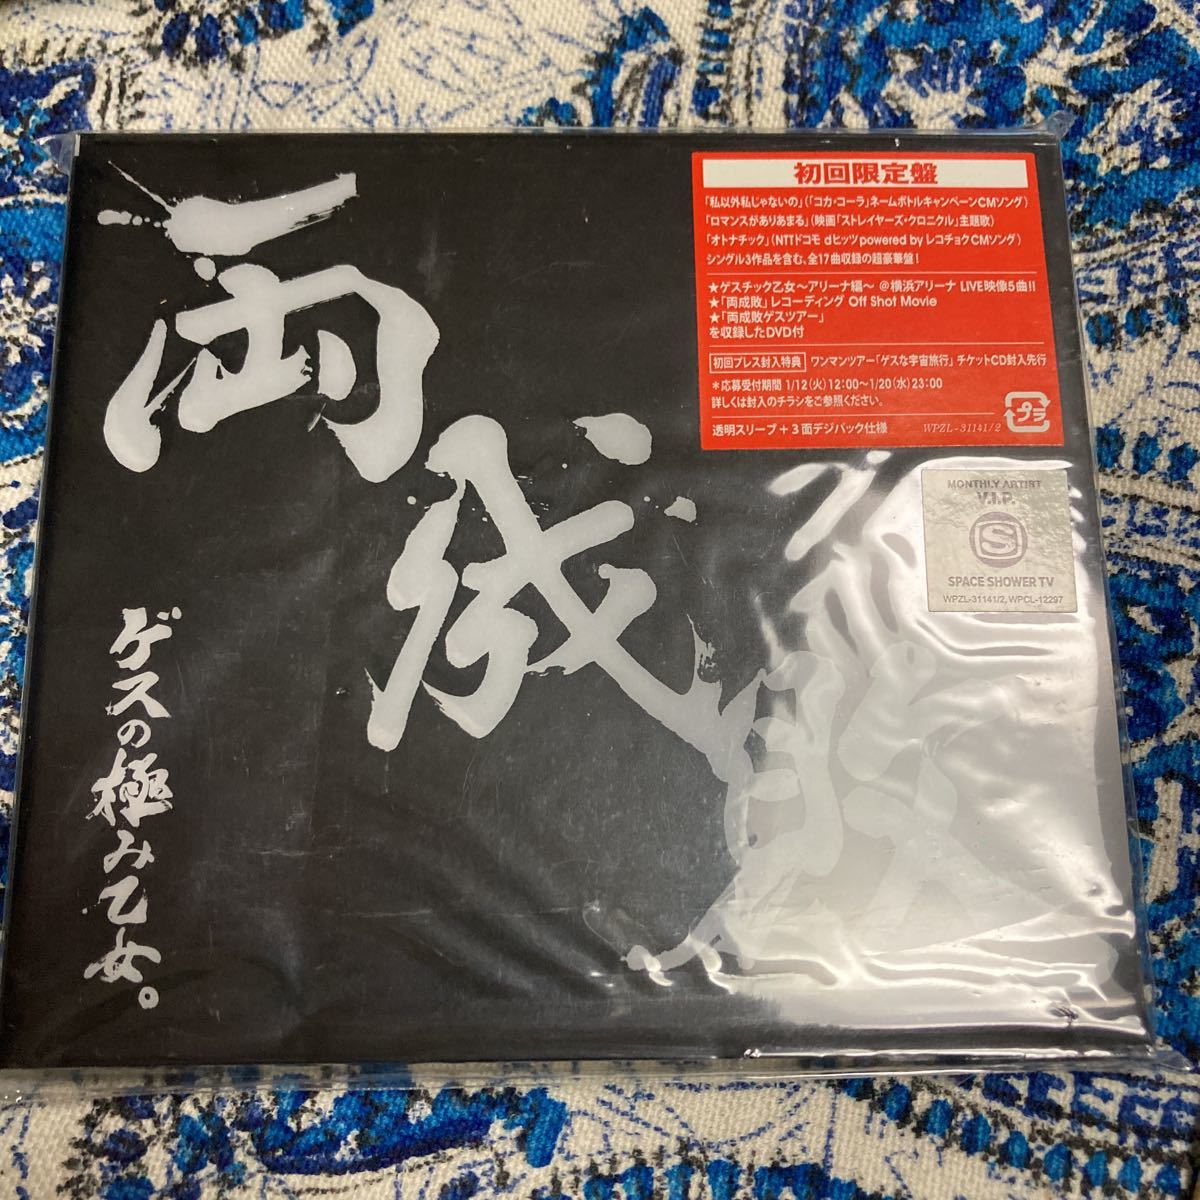 両成敗
ゲスの極み乙女。
初回限定盤
「私以外私じゃないの」(「コカ・コーラ」ネームボトルキャンペーンCMソング)
「ロマンスがありあまる」(映画「ストレイヤーズ・クロニクル」主題歌)
「オトナチック」(NTTドコモ dヒッツpowered by レコチョクCMソング)
シングル3作品を含む、全17曲収録の超豪華盤!
★ゲスチック乙女〜アリーナ編〜 @横浜アリーナ LIVE映像5曲!!
★「両成敗」レコーディング Off Shot Movie
★「両成敗ゲスツアー」
を収録したDVD付
初回プレス封入特典 ワンマンツアー「ゲスな宇宙旅行」チケットCD封入先行
*応募受付期間 1/12(火)12:00〜1/20(水)23:00
詳しくは封入のチラシをご参照ください。
透明スリーブ+3面デジパック仕様 WPZL-31141/2
プラ
MONTHLY ARTIST
V.I.P.
S
SPACE SHOWER TV
WPZL-31141/2, WPCL-12297